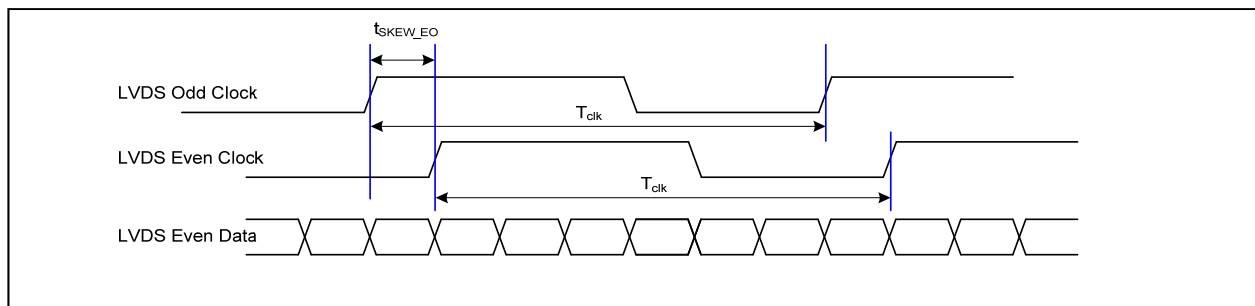 tSKEW_EO
LVDS Odd Clock
Tclk
LVDS Even Clock
Tclk
LVDS Even Data